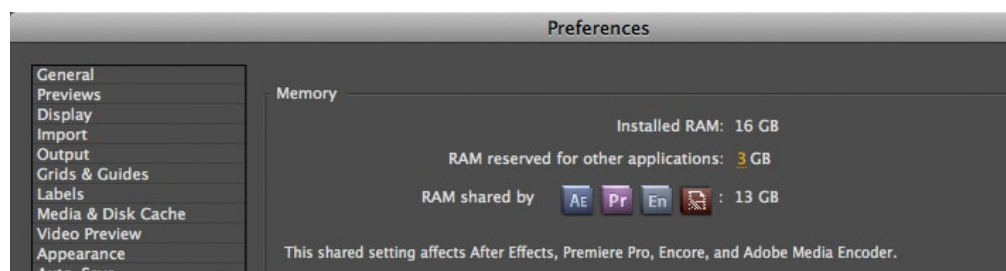 Preferences
General
Previews
Display
Import
Output
Grids & Guides
Labels
Media & Disk Cache
Video Preview
Appearance
Auto-Save
Memory
Installed RAM: 16 GB
RAM reserved for other applications: 3 GB
RAM shared by AE Pr En : 13 GB
This shared setting affects After Effects, Premiere Pro, Encore, and Adobe Media Encoder.